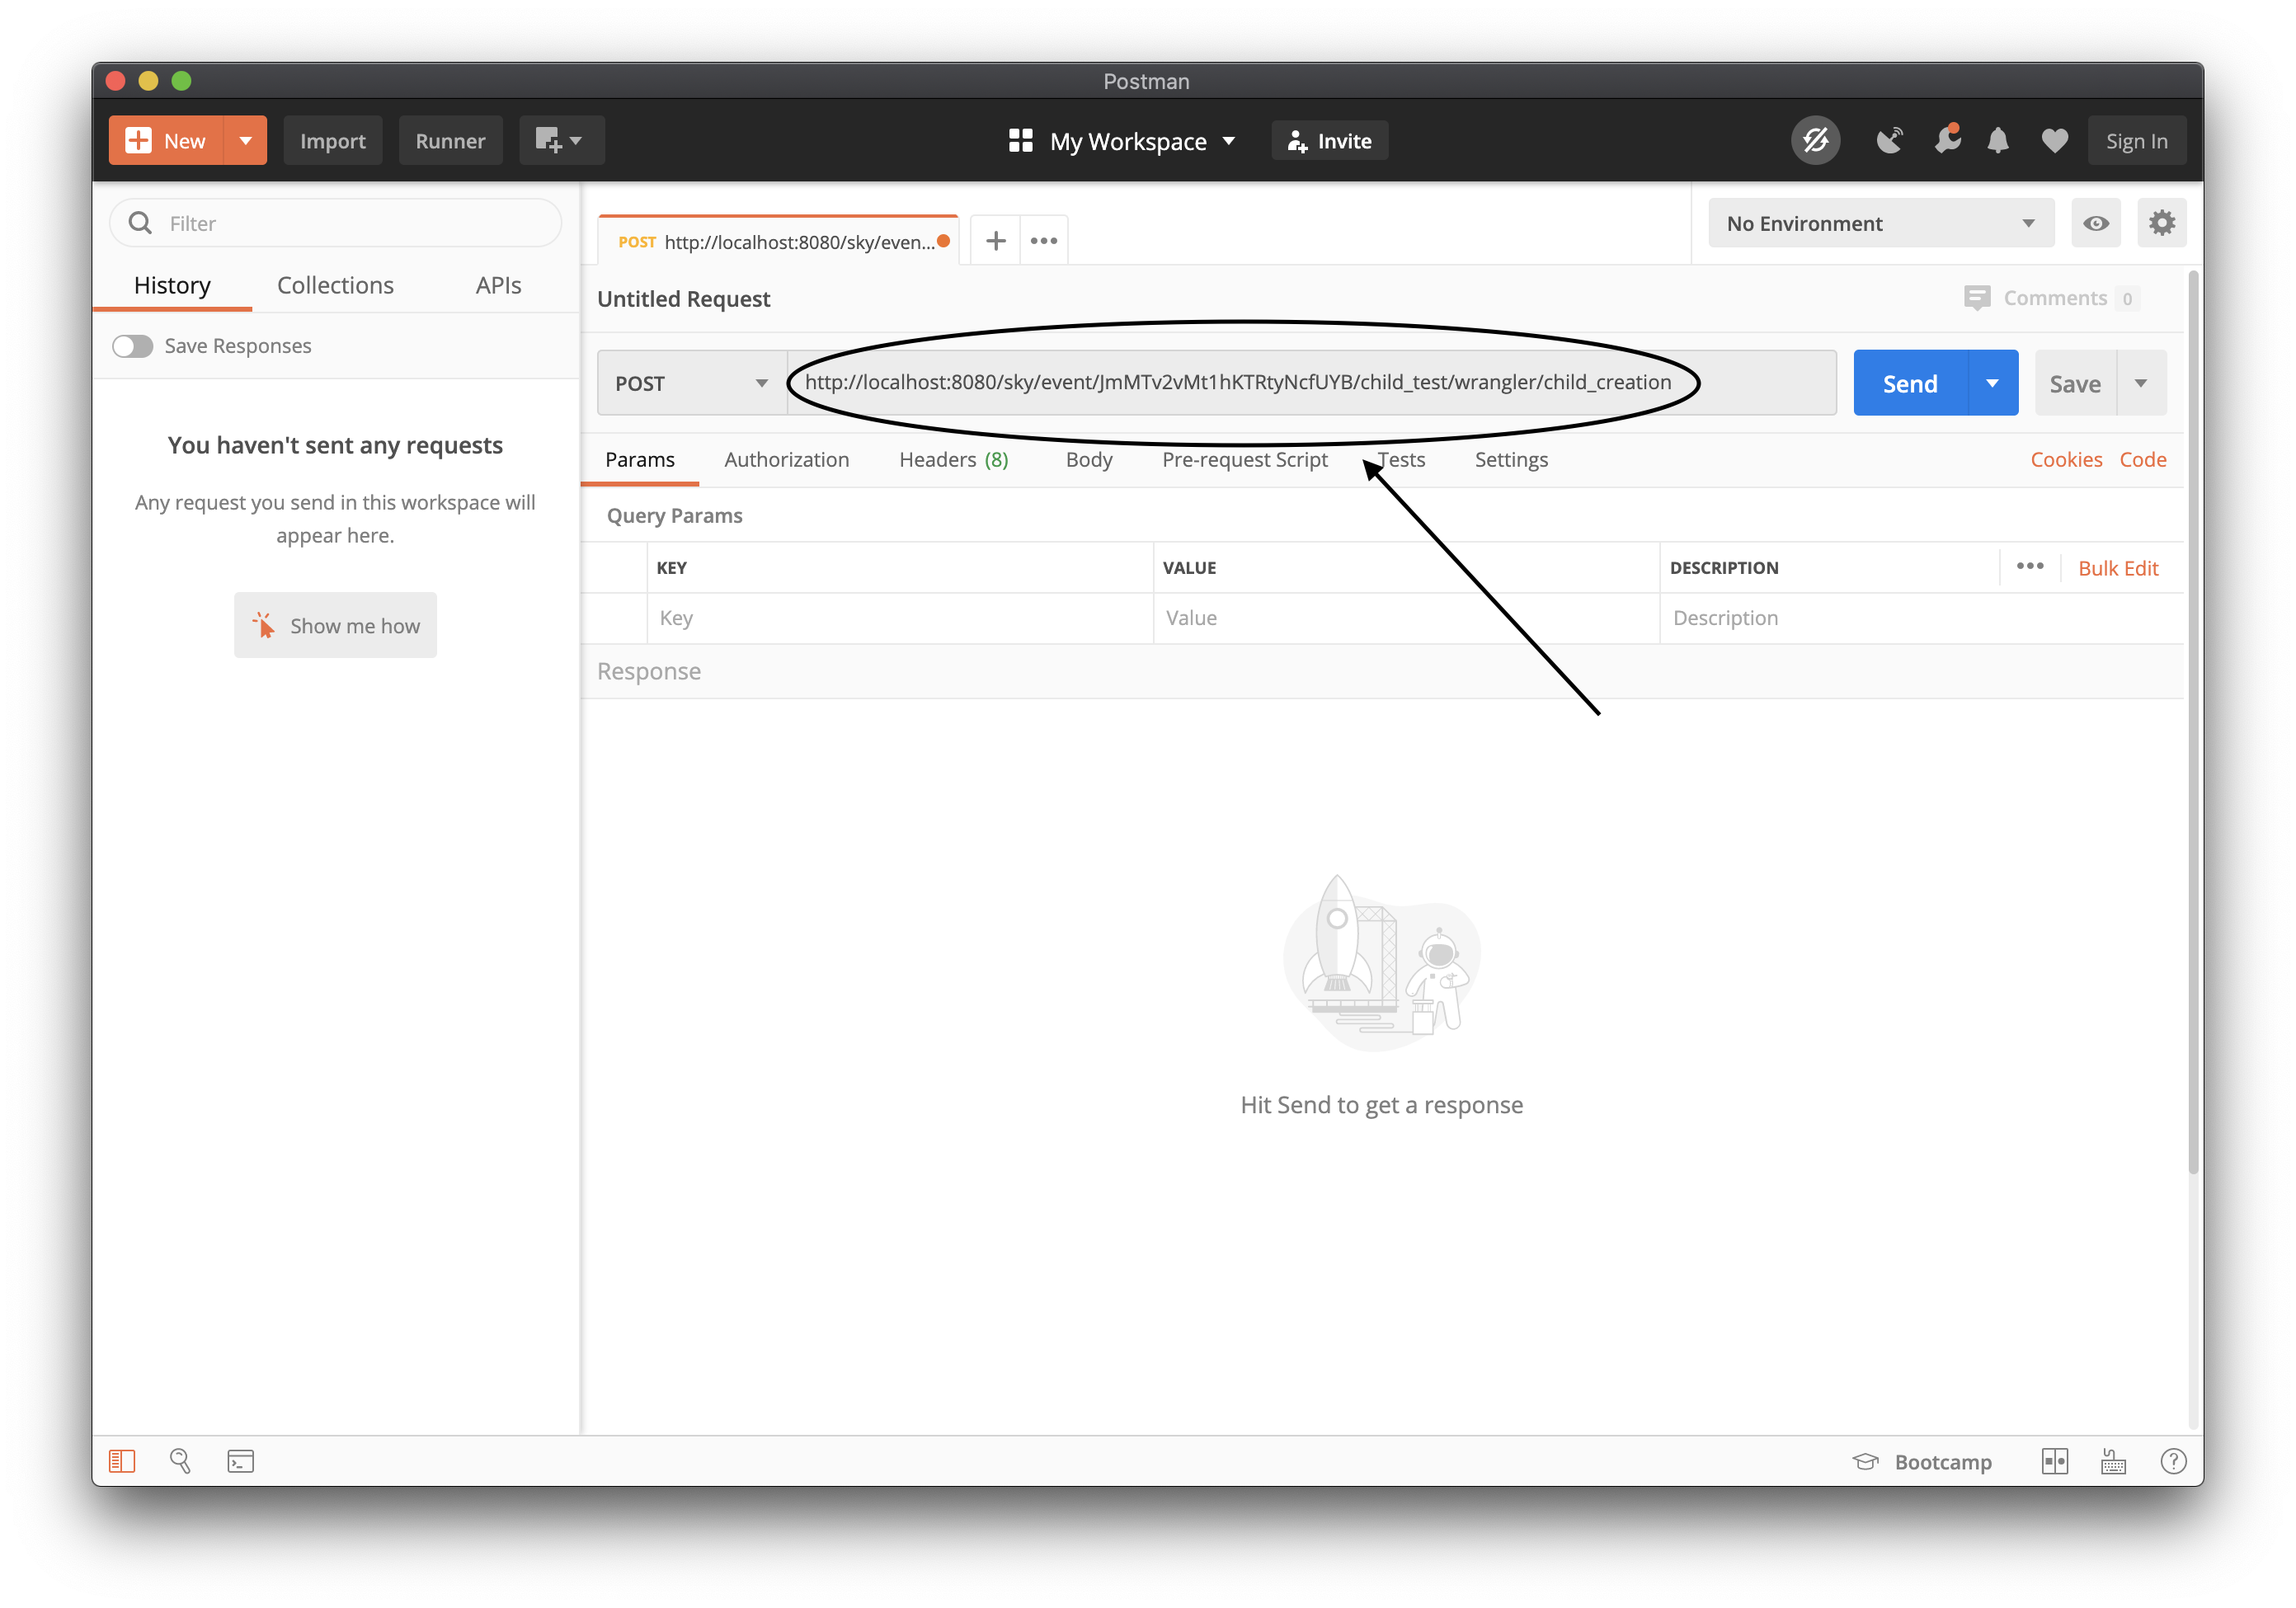 Postman
New
Import
Runner
My Workspace
Invite
Sign In
Filter
History
Collections
APIs
Save Responses
You haven't sent any requests
Any request you send in this workspace will
appear here.
Show me how
POST http://localhost:8080/sky/even...
No Environment
Untitled Request
Comments 0
POST
http://localhost:8080/sky/event/JmMTv2vMt1hKTRtyNcfUYB/child_test/wrangler/child_creation
Send
Save
Params
Authorization
Headers (8)
Body
Pre-request Script
Tests
Settings
Cookies
Code
Query Params
KEY
VALUE
DESCRIPTION
Bulk Edit
Key
Value
Description
Response
Hit Send to get a response
Bootcamp